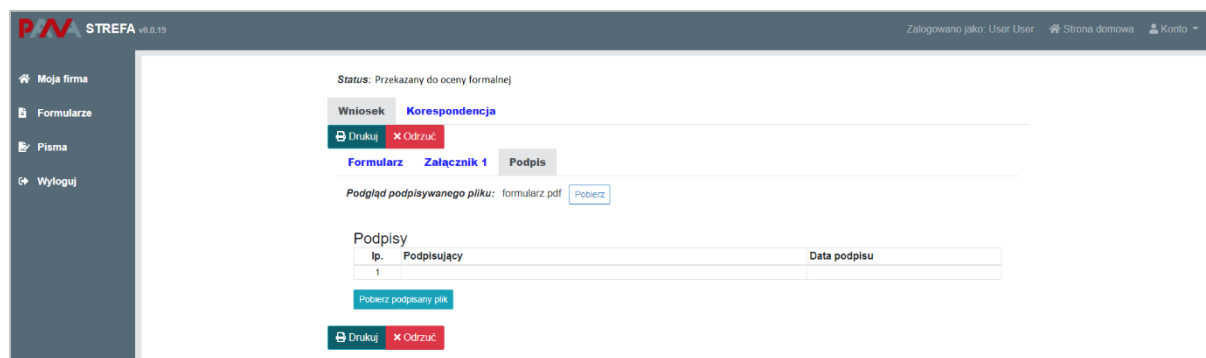 PAWA STREFA v0.0.19
Zalogowano jako: User User Strona domowa Konto
Moja firma
Formularze
Pisma
Wyloguj
Status: Przekazany do oceny formalnej
Wniosek Korespondencja
Drukuj Odrzuć
Formularz Załącznik 1 Podpis
Podgląd podpisywanego pliku: formularz.pdf Pobierz
Podpisy
lp. Podpisujący Data podpisu
1
Pobierz podpisany plik
Drukuj Odrzuć